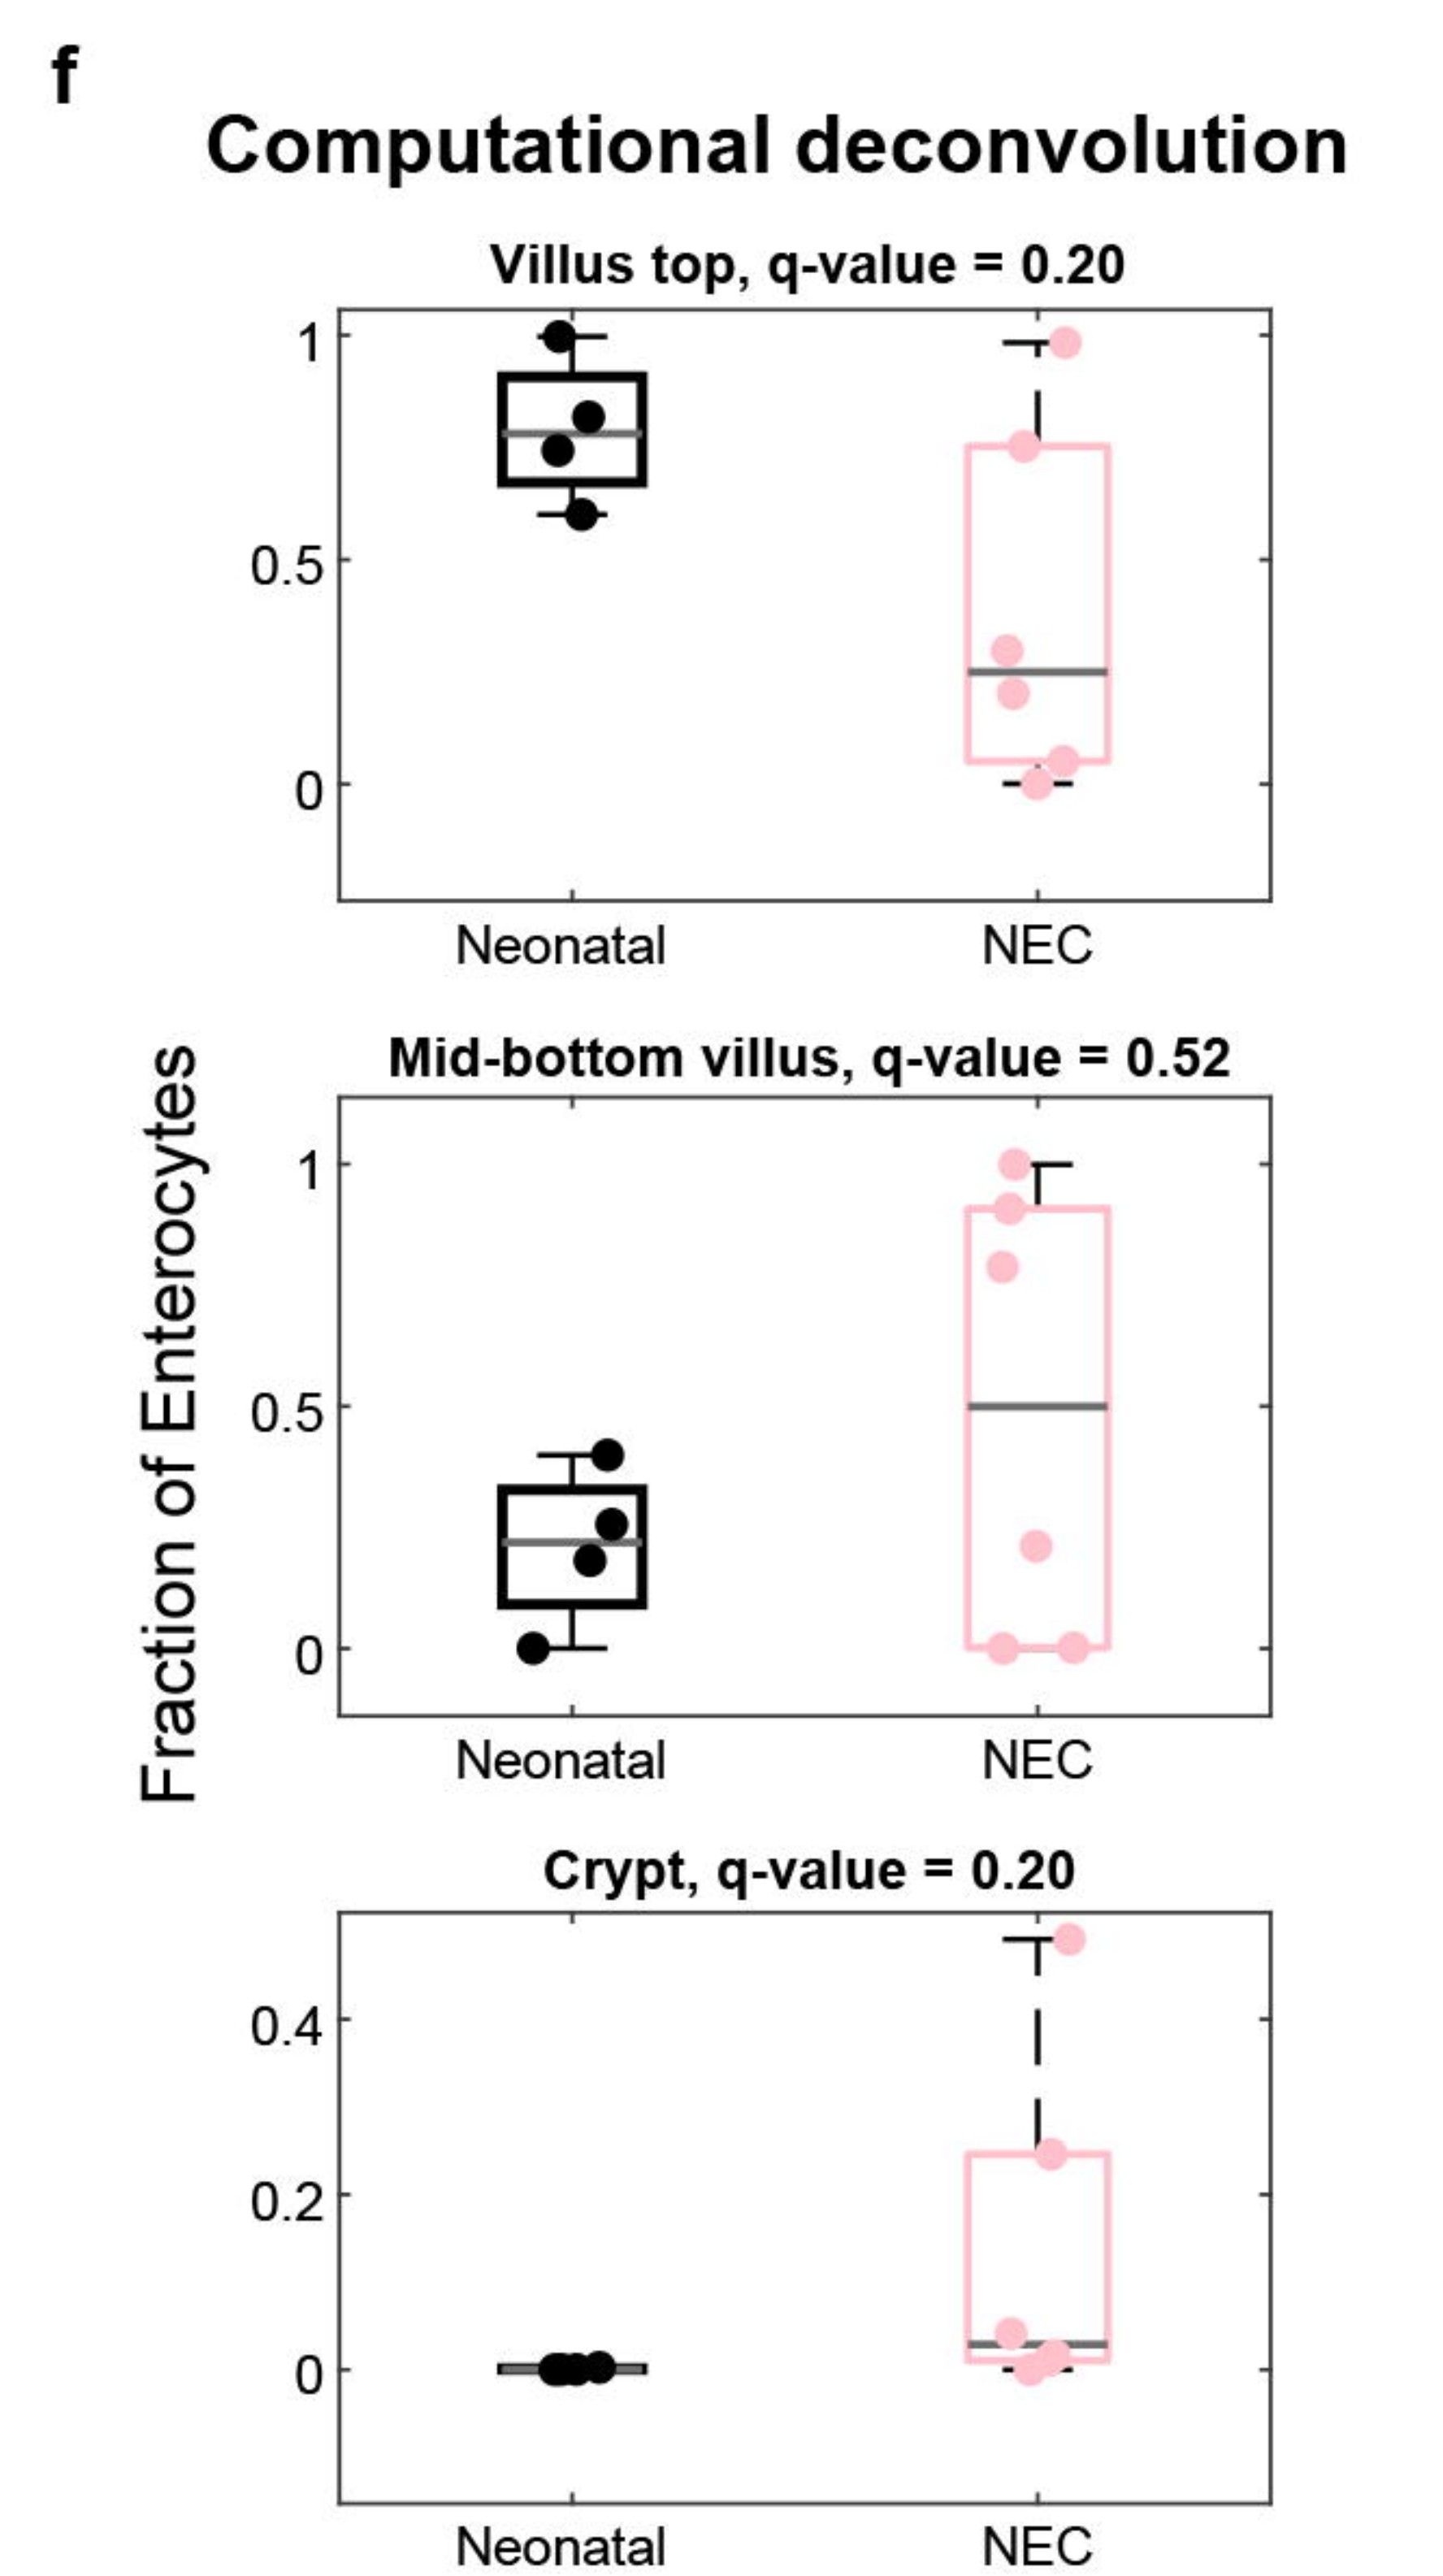 f
Computational deconvolution
Villus top, q-value = 0.20
1
0.5
0
Neonatal NEC
Fraction of Enterocytes
Mid-bottom villus, q-value = 0.52
1
0.5
0
Neonatal NEC
Crypt, q-value = 0.20
0.4
0.2
0
Neonatal NEC